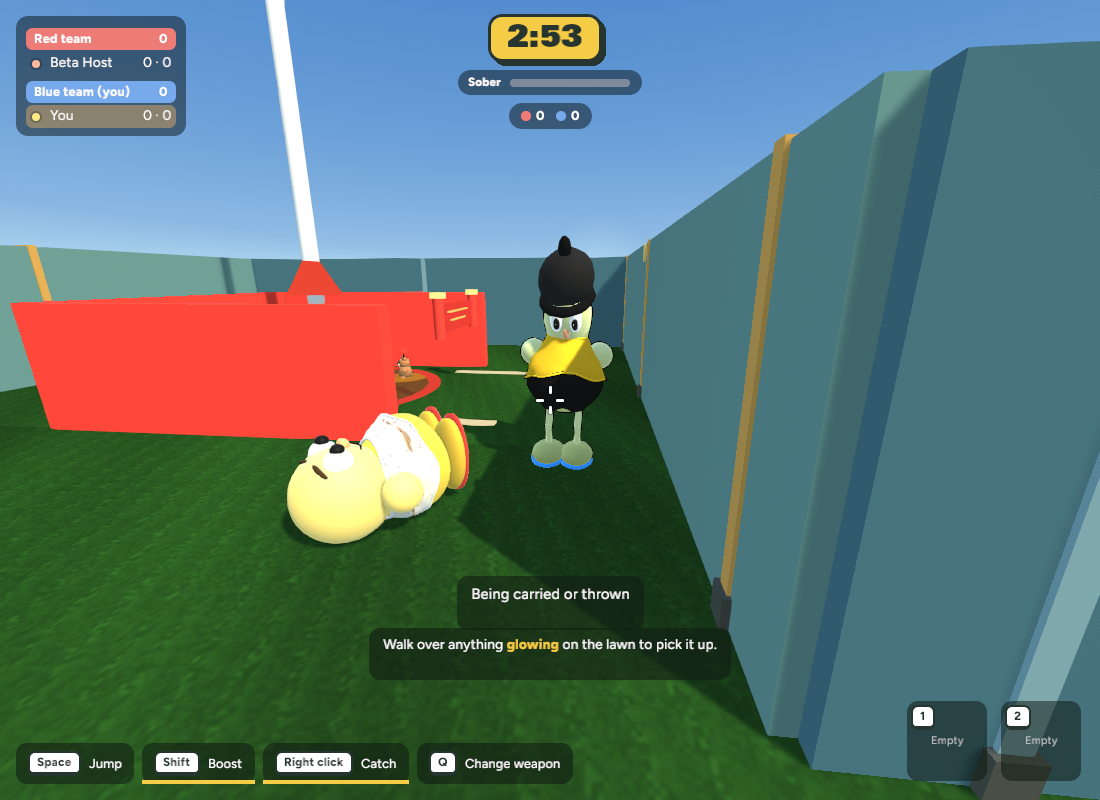 Red team 0
Beta Host 0 · 0
Blue team (you) 0
You 0 · 0
2:53
Sober
0 0
Being carried or thrown
Walk over anything glowing on the lawn to pick it up.
1 Empty
2 Empty
Space Jump
Shift Boost
Right click Catch
Q Change weapon